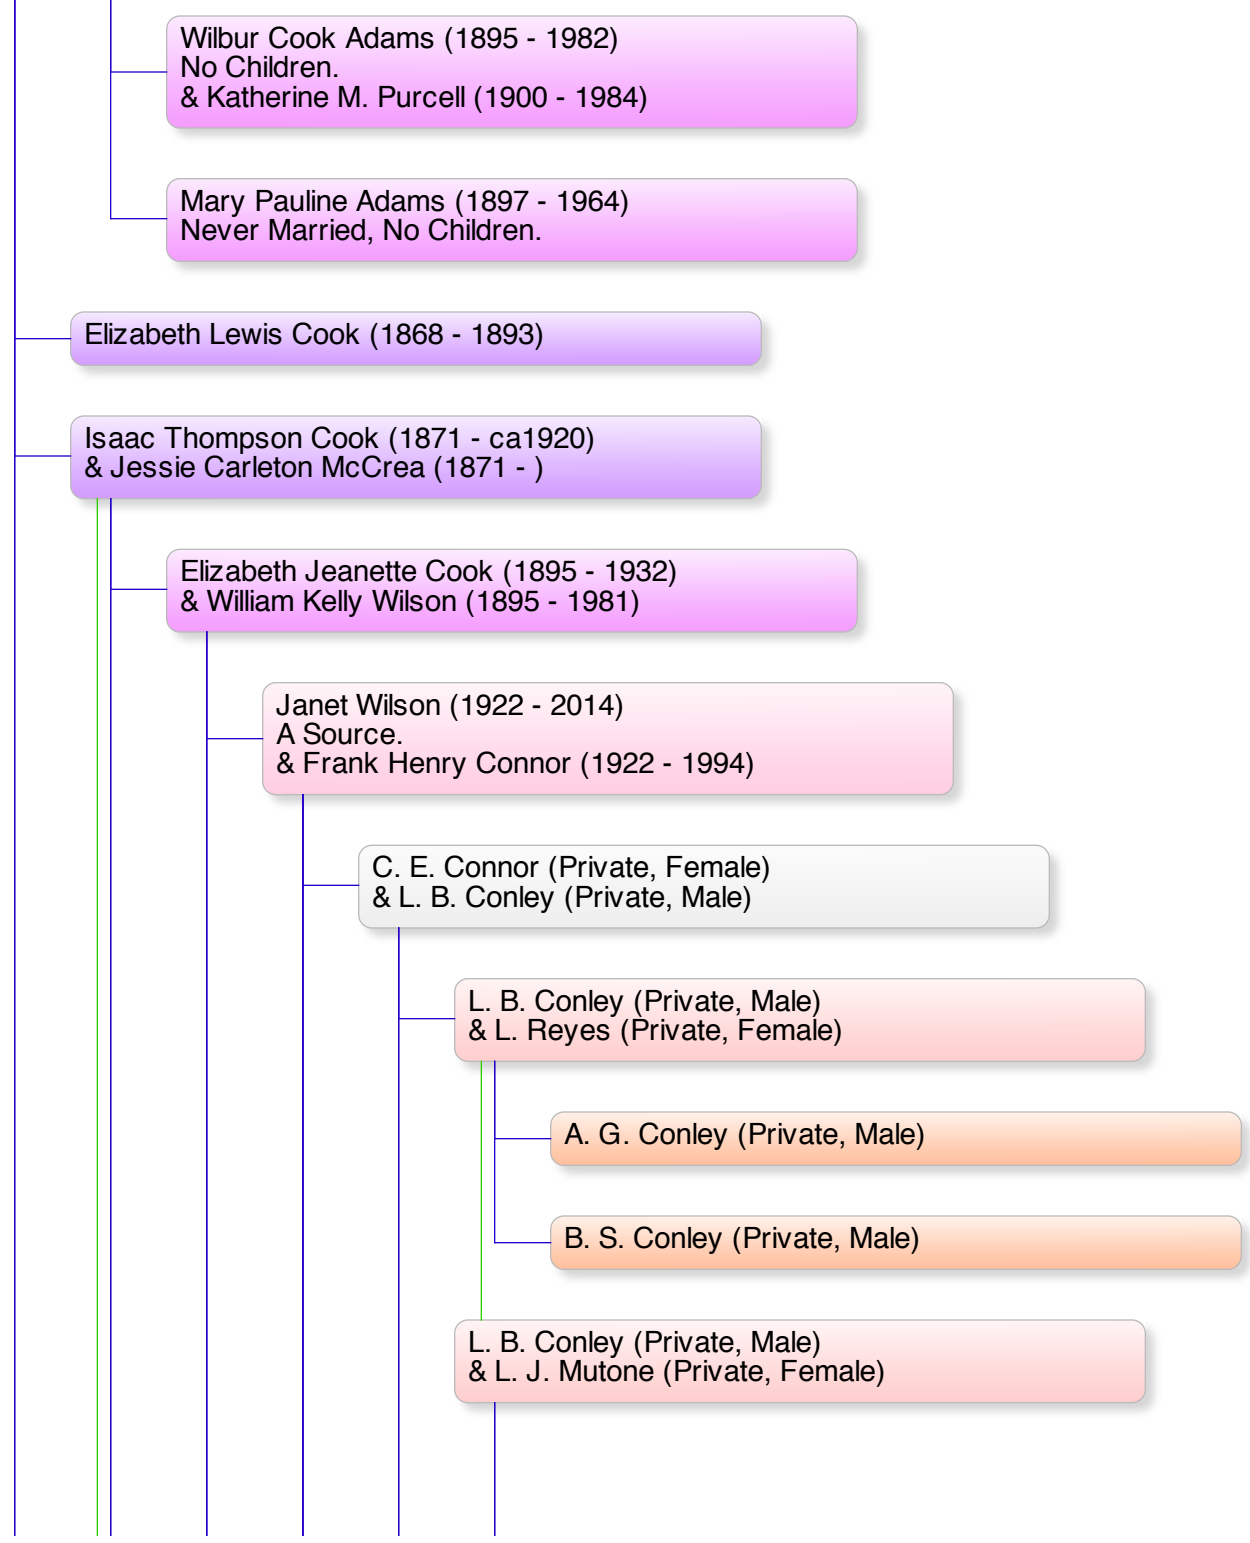 Wilbur Cook Adams (1895 - 1982)
No Children.
& Katherine M. Purcell (1900 - 1984)
Mary Pauline Adams (1897 - 1964)
Never Married, No Children.
Elizabeth Lewis Cook (1868 - 1893)
Isaac Thompson Cook (1871 - ca1920)
& Jessie Carleton McCrea (1871 - )
Elizabeth Jeanette Cook (1895 - 1932)
& William Kelly Wilson (1895 - 1981)
Janet Wilson (1922 - 2014)
A Source.
& Frank Henry Connor (1922 - 1994)
C. E. Connor (Private, Female)
& L. B. Conley (Private, Male)
L. B. Conley (Private, Male)
& L. Reyes (Private, Female)
A. G. Conley (Private, Male)
B. S. Conley (Private, Male)
L. B. Conley (Private, Male)
& L. J. Mutone (Private, Female)